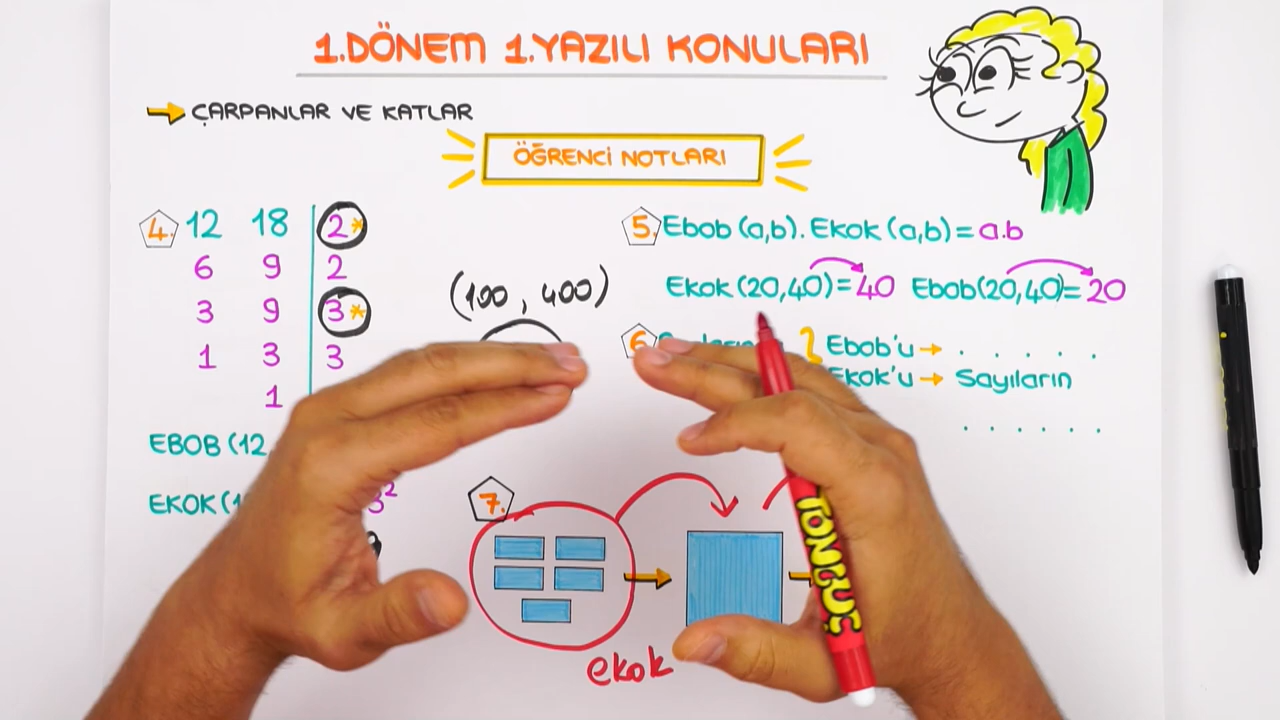 1.DÖNEM 1.YAZILI KONULARI
ÇARPANLAR VE KATLAR
ÖĞRENCİ NOTLARI
4. 12 18 2*
6 9 2
3 9 3*
1 3 3
1
EBOB (12,
EKOK (1
(100, 400)
5. Ebob (a,b). Ekok (a,b) = a.b
Ekok (20,40) = 40 Ebob (20,40) = 20
6. Ebob'u → . . . . .
Ekok'u → Sayıların
. . . . . .
7.
ekok
TONGUÇ